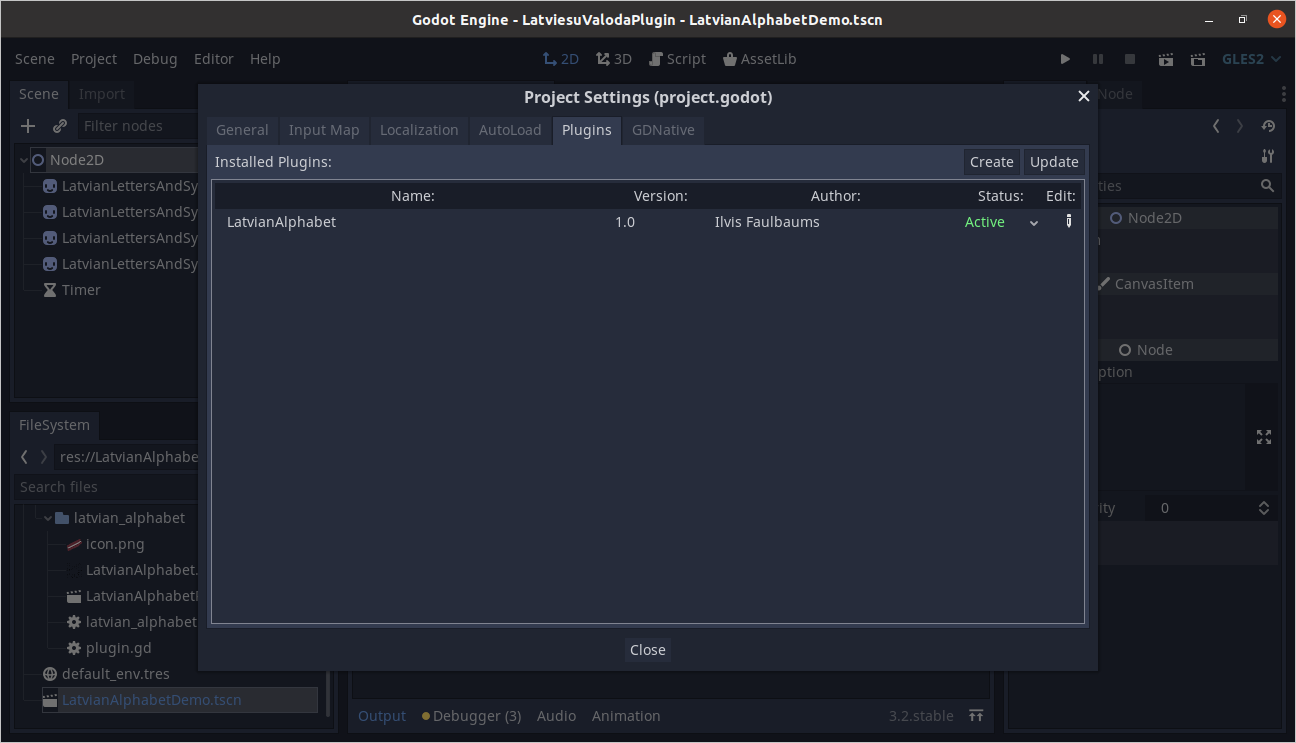 Godot Engine - LatviesuValodaPlugin - LatvianAlphabetDemo.tscn
Scene Project Debug Editor Help 2D 3D Script AssetLib GLES2
Scene Import Node
Filter nodes
Node2D
LatvianLettersAndSy
LatvianLettersAndSy
LatvianLettersAndSy
LatvianLettersAndSy
Timer
FileSystem
res://LatvianAlphabe
Search files
latvian_alphabet
icon.png
LatvianAlphabet.
LatvianAlphabet
latvian_alphabet
plugin.gd
default_env.tres
LatvianAlphabetDemo.tscn
Project Settings (project.godot)
General Input Map Localization AutoLoad Plugins GDNative
Installed Plugins: Create Update
Name: Version: Author: Status: Edit:
LatvianAlphabet 1.0 Ilvis Faulbaums Active
Close
Output Debugger (3) Audio Animation 3.2.stable
ties
Node2D
CanvasItem
Node
ption
ity 0